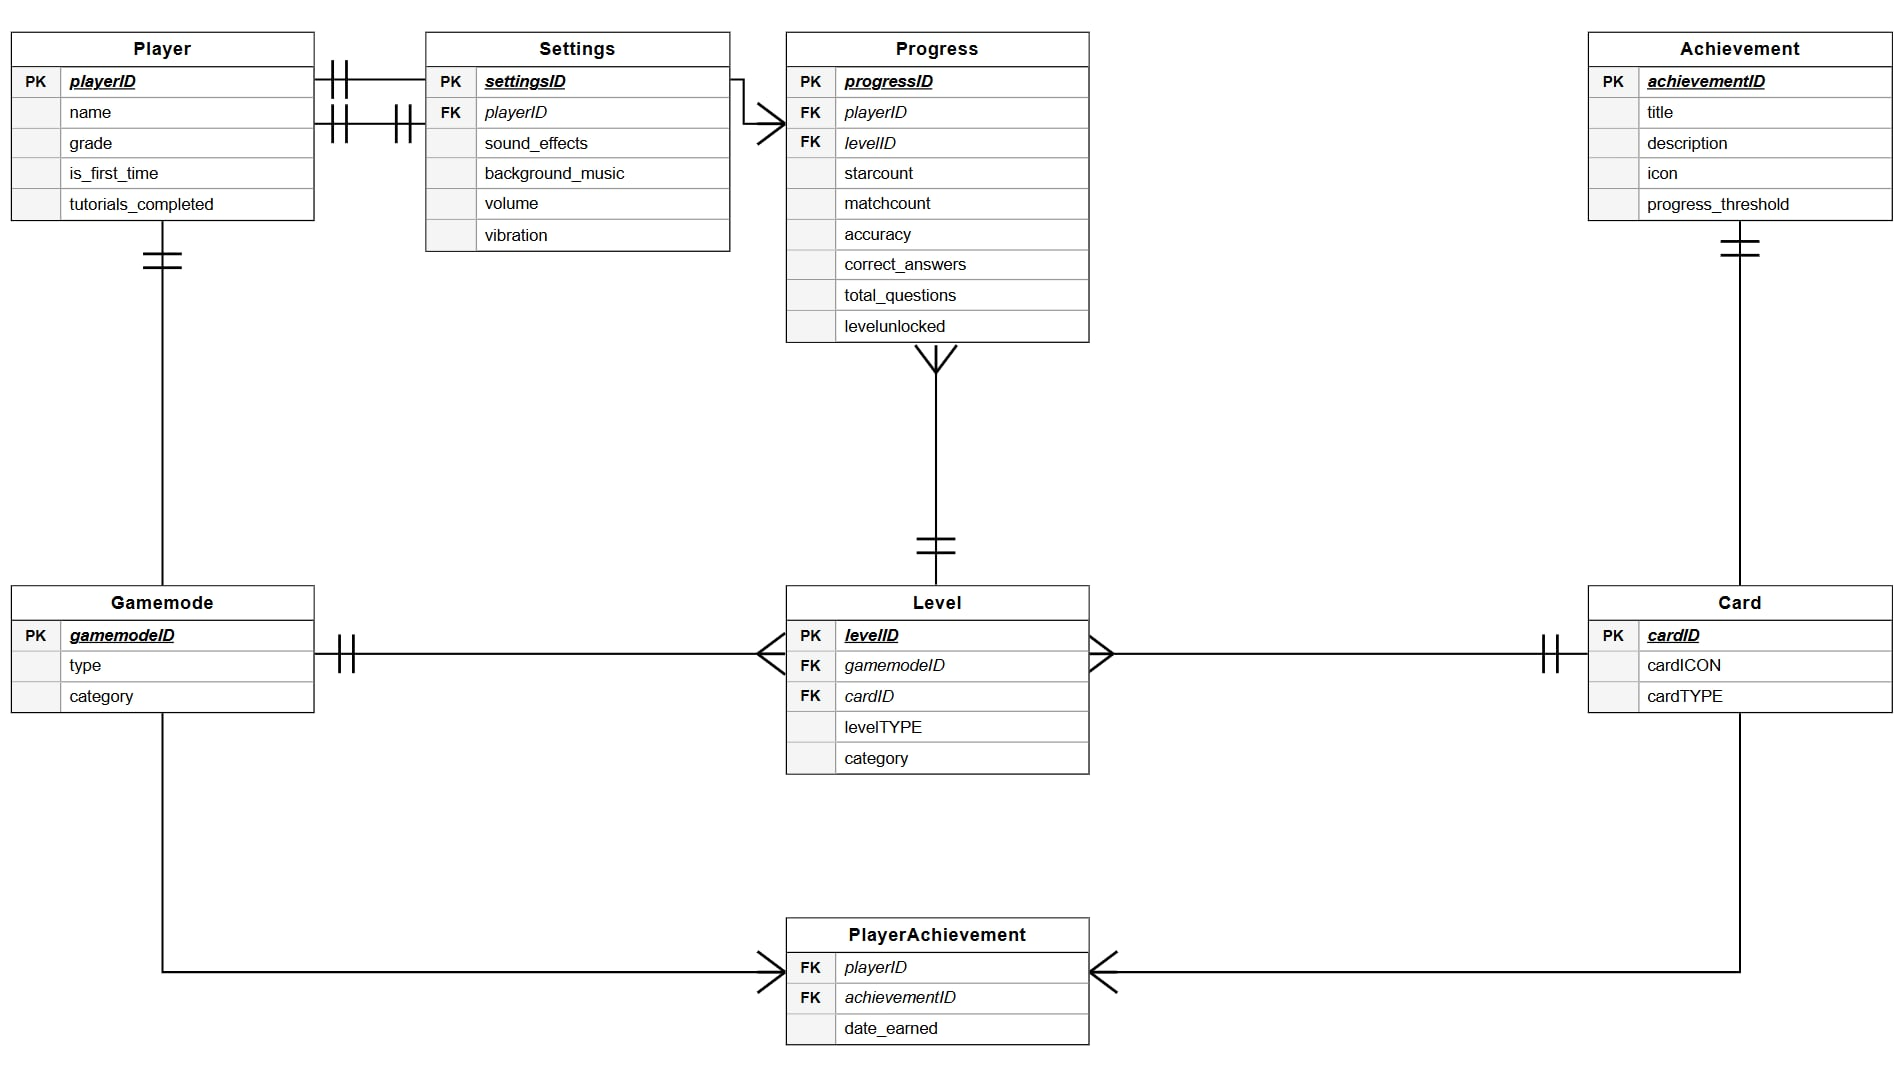 Player
PK playerID
name
grade
is_first_time
tutorials_completed
Settings
PK settingsID
FK playerID
sound_effects
background_music
volume
vibration
Progress
PK progressID
FK playerID
FK levelID
starcount
matchcount
accuracy
correct_answers
total_questions
levelunlocked
Achievement
PK achievementID
title
description
icon
progress_threshold
Gamemode
PK gamemodeID
type
category
Level
PK levelID
FK gamemodeID
FK cardID
levelTYPE
category
Card
PK cardID
cardICON
cardTYPE
PlayerAchievement
FK playerID
FK achievementID
date_earned